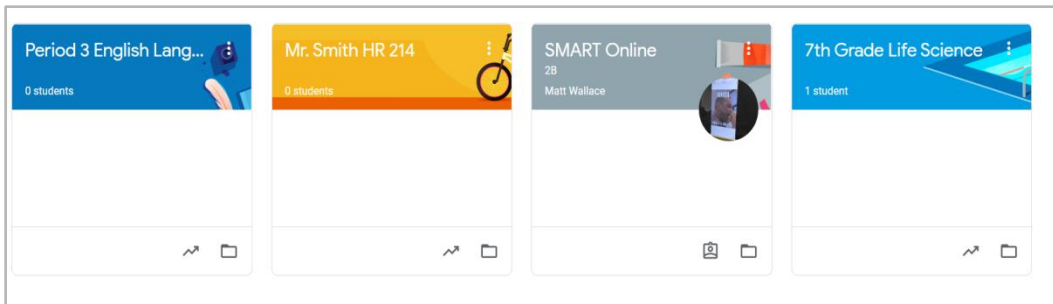 Period 3 English Lang...
0 students
Mr. Smith HR 214
0 students
SMART Online
2B
Matt Wallace
7th Grade Life Science
1 student